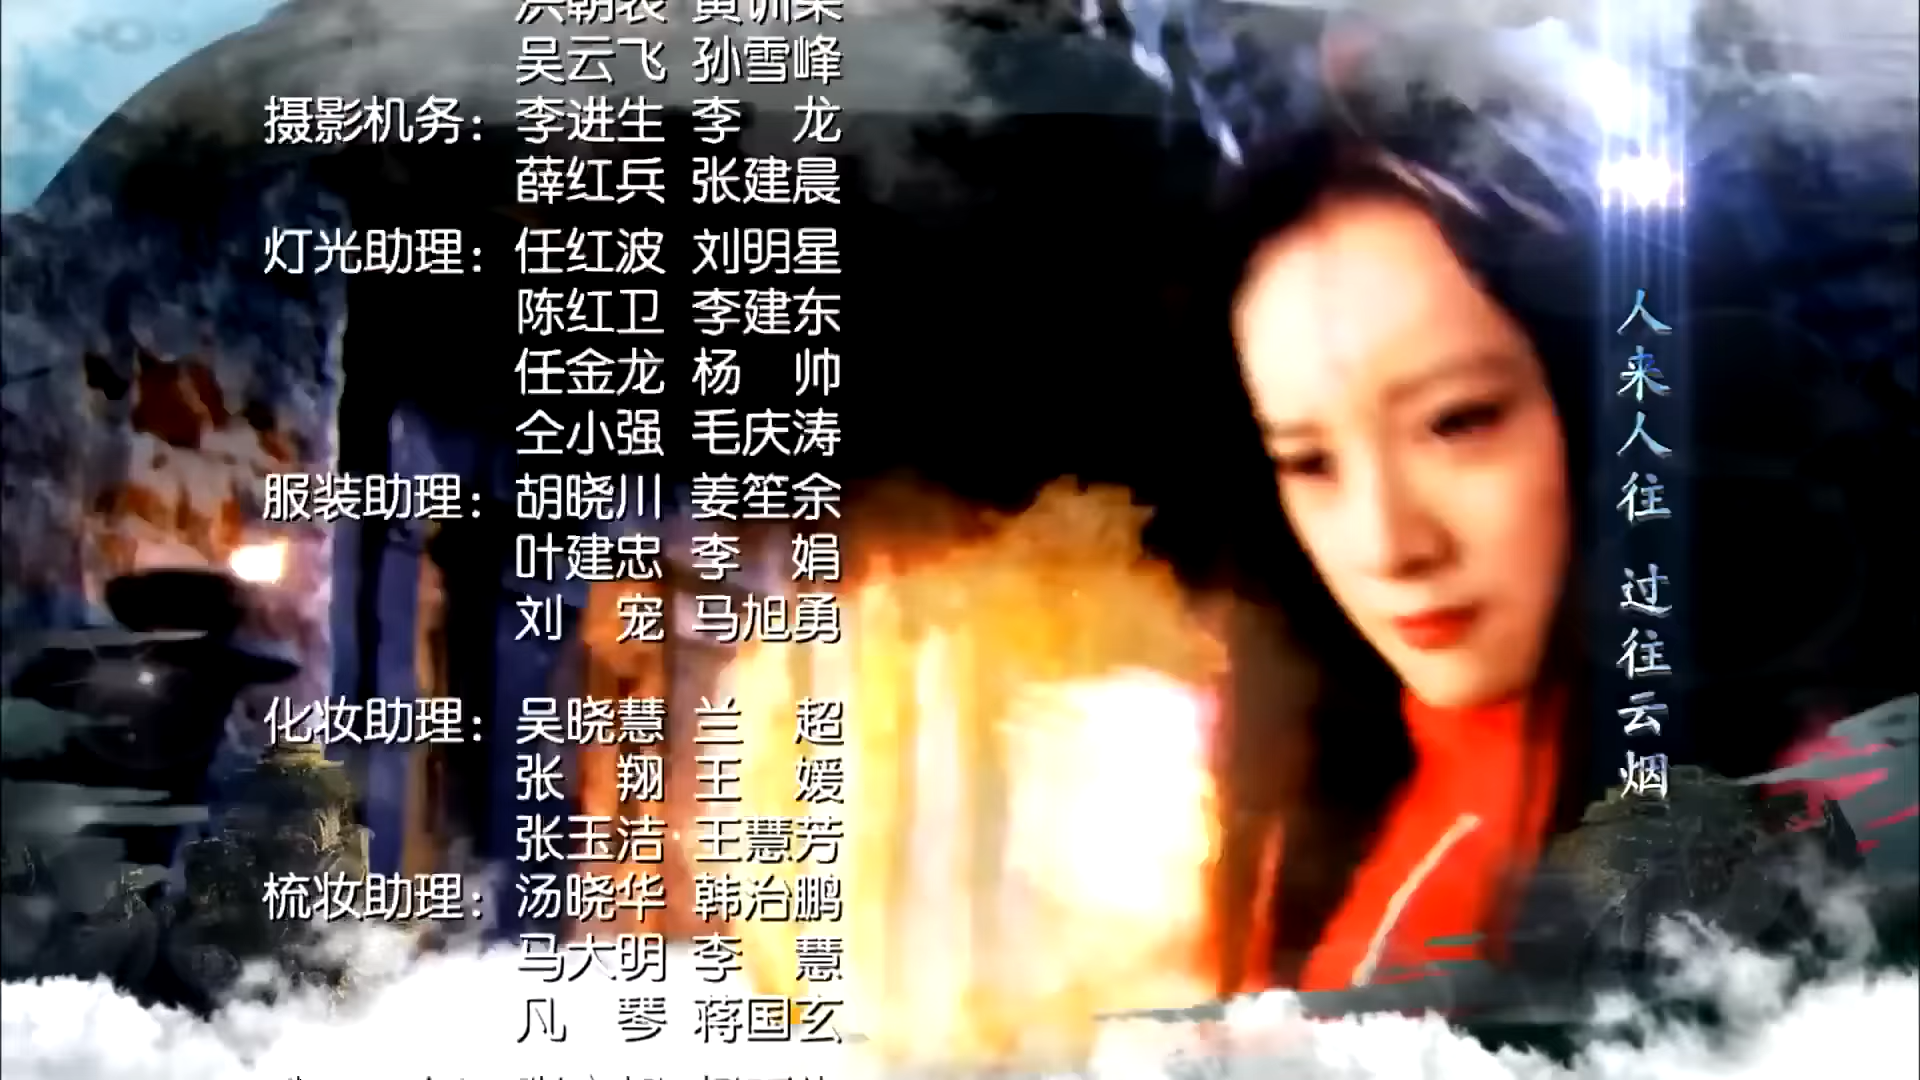 吴云飞 孙雪峰
摄影机务：李进生 李 龙
薛红兵 张建晨
灯光助理：任红波 刘明星
陈红卫 李建东
任金龙 杨 帅
仝小强 毛庆涛
服装助理：胡晓川 姜笙余
叶建忠 李 娟
刘 宠 马旭勇
化妆助理：吴晓慧 兰 超
张 翔 王 媛
张玉洁 王慧芳
梳妆助理：汤晓华 韩治鹏
马大明 李 慧
凡 琴 蒋国玄
人来人往 过往云烟